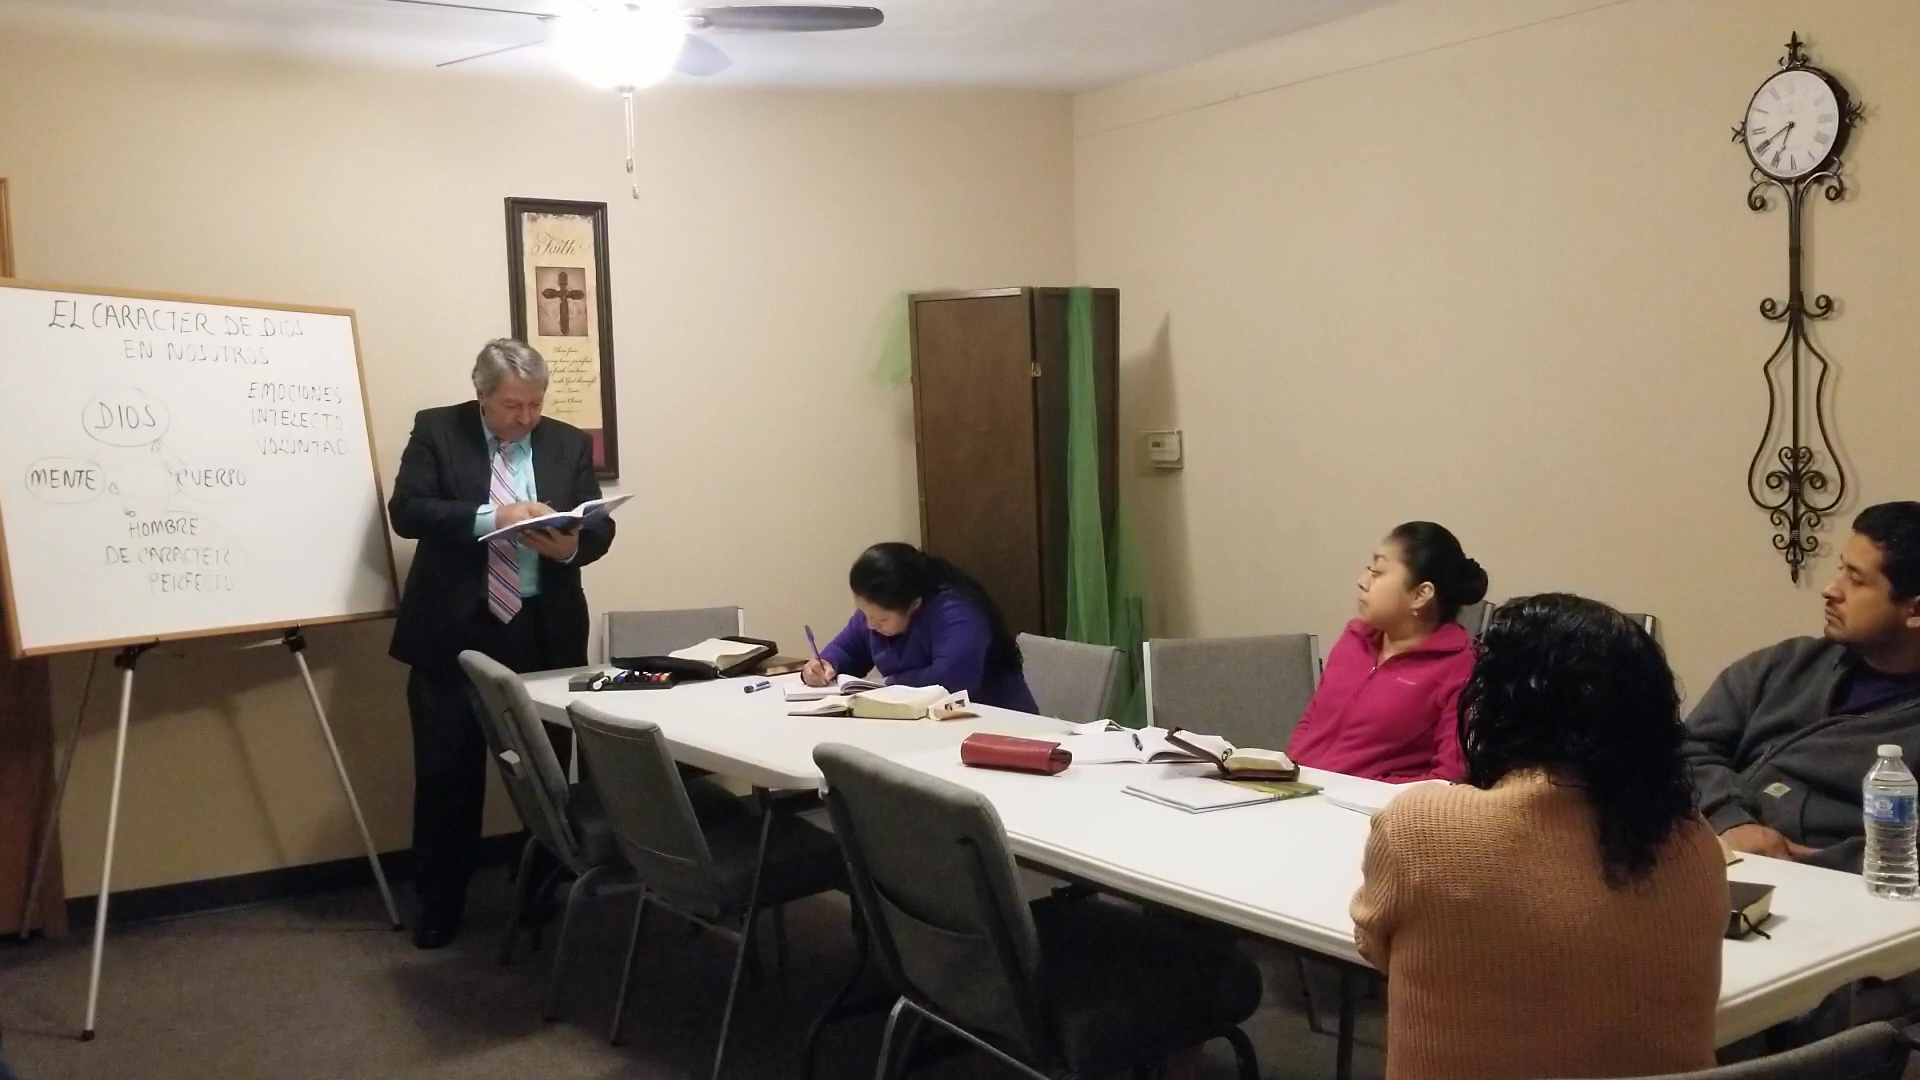 EL CARACTER DE DIOS
EN NOSOTROS
EMOCIONES
INTELECTO
VOLUNTAD
DIOS
MENTE
CUERPO
HOMBRE
DE CARACTER
PERFECTO
Faith